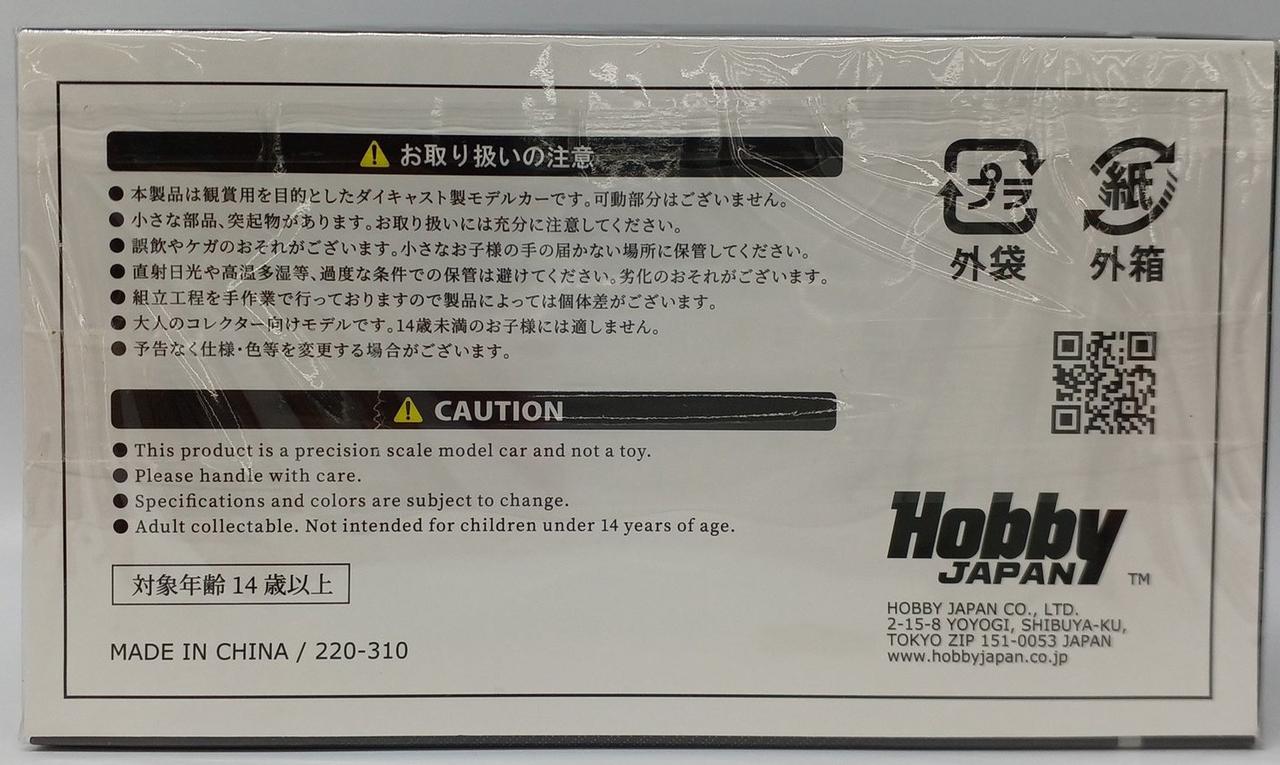 お取り扱いの注意
● 本製品は観賞用を目的としたダイキャスト製モデルカーです。可動部分はございません。
● 小さな部品、突起物があります。お取り扱いには充分に注意してください。
● 誤飲やケガのおそれがございます。小さなお子様の手の届かない場所に保管してください。
● 直射日光や高温多湿等、過度な条件での保管は避けてください。劣化のおそれがございます。
● 組立工程を手作業で行っておりますので製品によっては個体差がございます。
● 大人のコレクター向けモデルです。14歳未満のお子様には適しません。
● 予告なく仕様・色等を変更する場合がございます。
CAUTION
● This product is a precision scale model car and not a toy.
● Please handle with care.
● Specifications and colors are subject to change.
● Adult collectable. Not intended for children under 14 years of age.
対象年齢 14 歳以上
MADE IN CHINA / 220-310
プラ 紙
外袋 外箱
Hobby
JAPAN ™
HOBBY JAPAN CO., LTD.
2-15-8 YOYOGI, SHIBUYA-KU,
TOKYO ZIP 151-0053 JAPAN
www.hobbyjapan.co.jp